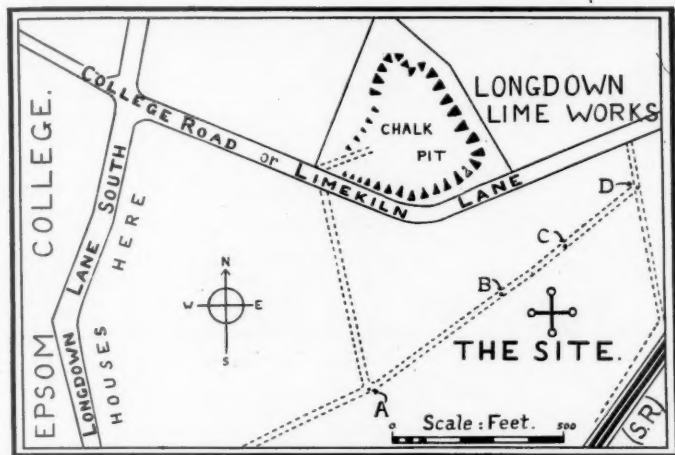 EPSOM COLLEGE.
COLLEGE ROAD or LIMEKILN LANE
LONGDOWN LANE SOUTH
HOUSES HERE
CHALK
PIT
LONGDOWN
LIME WORKS
N
W E
S
D
C
B
A
THE SITE.
Scale: Feet.
0 500
(S.R)